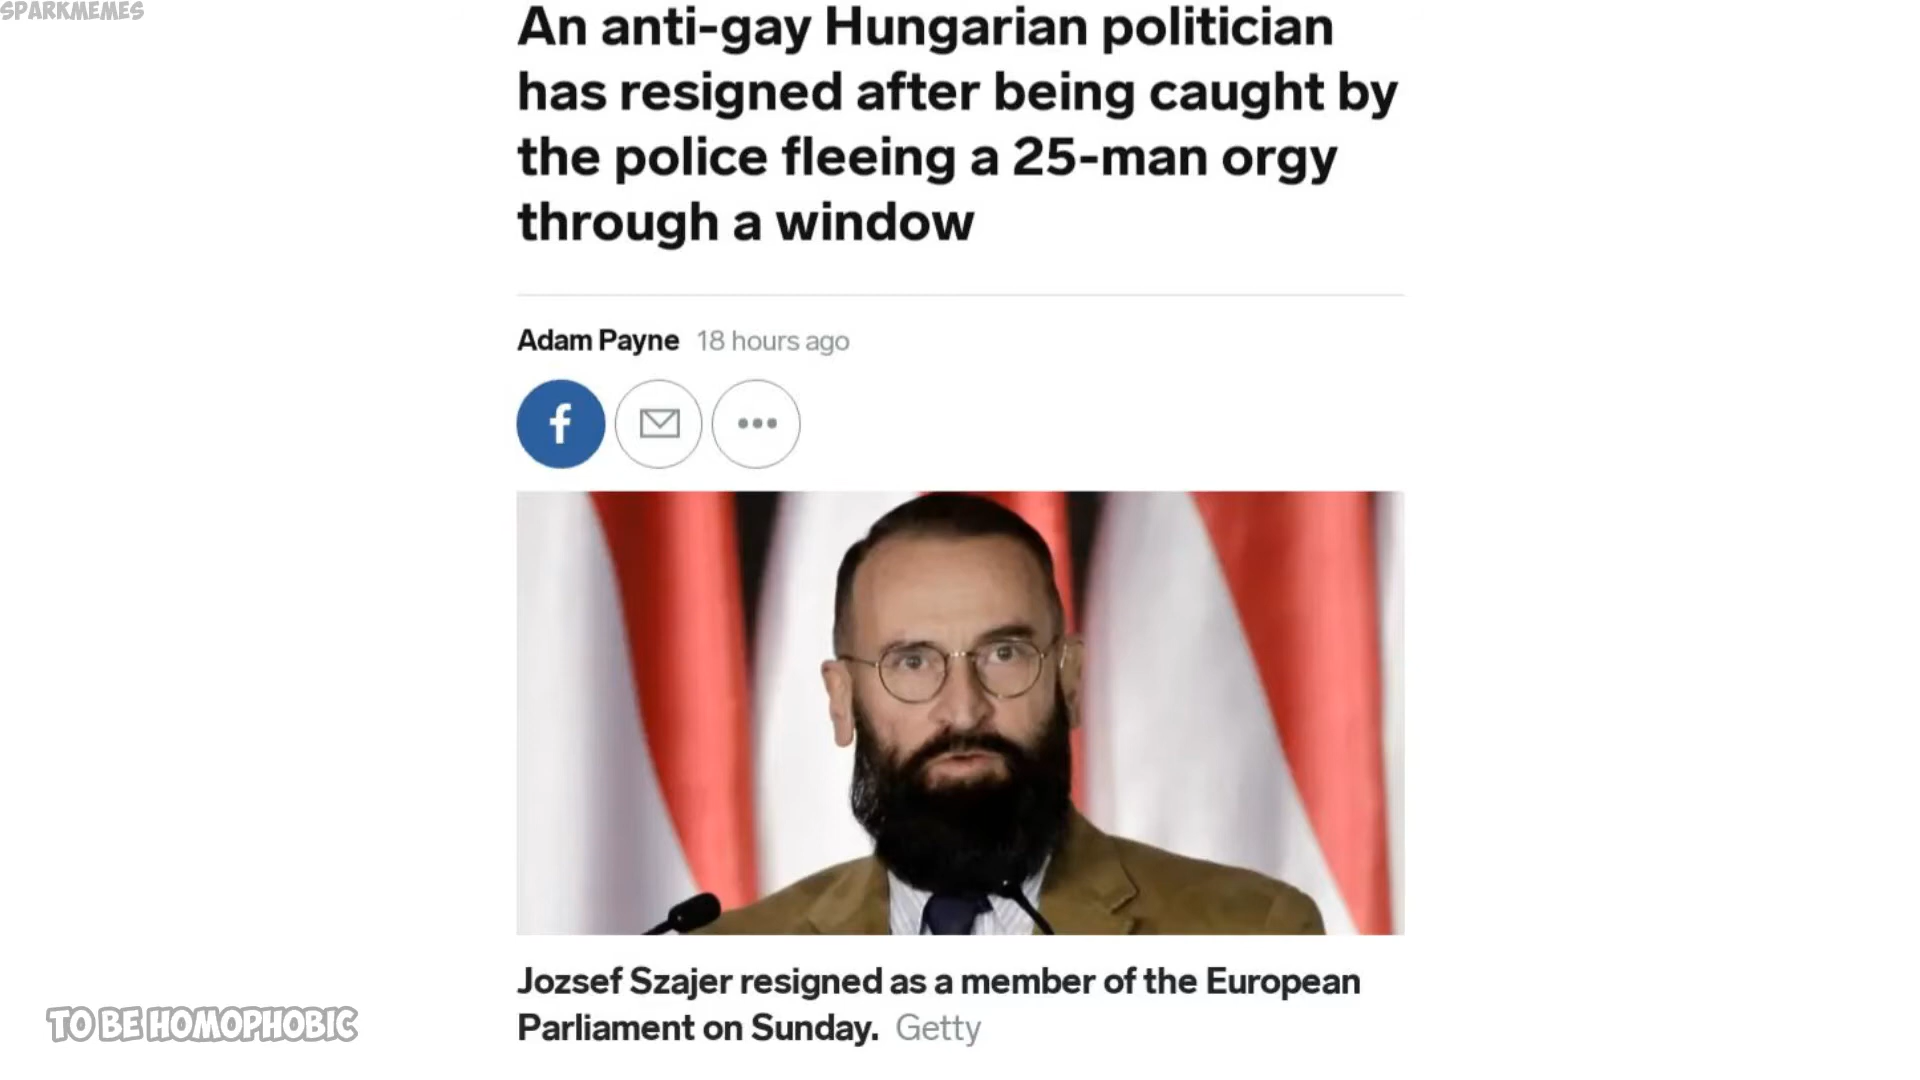 SPARKMEMES
An anti-gay Hungarian politician
has resigned after being caught by
the police fleeing a 25-man orgy
through a window
Adam Payne 18 hours ago
f
Jozsef Szajer resigned as a member of the European
Parliament on Sunday. Getty
TO BE HOMOPHOBIC